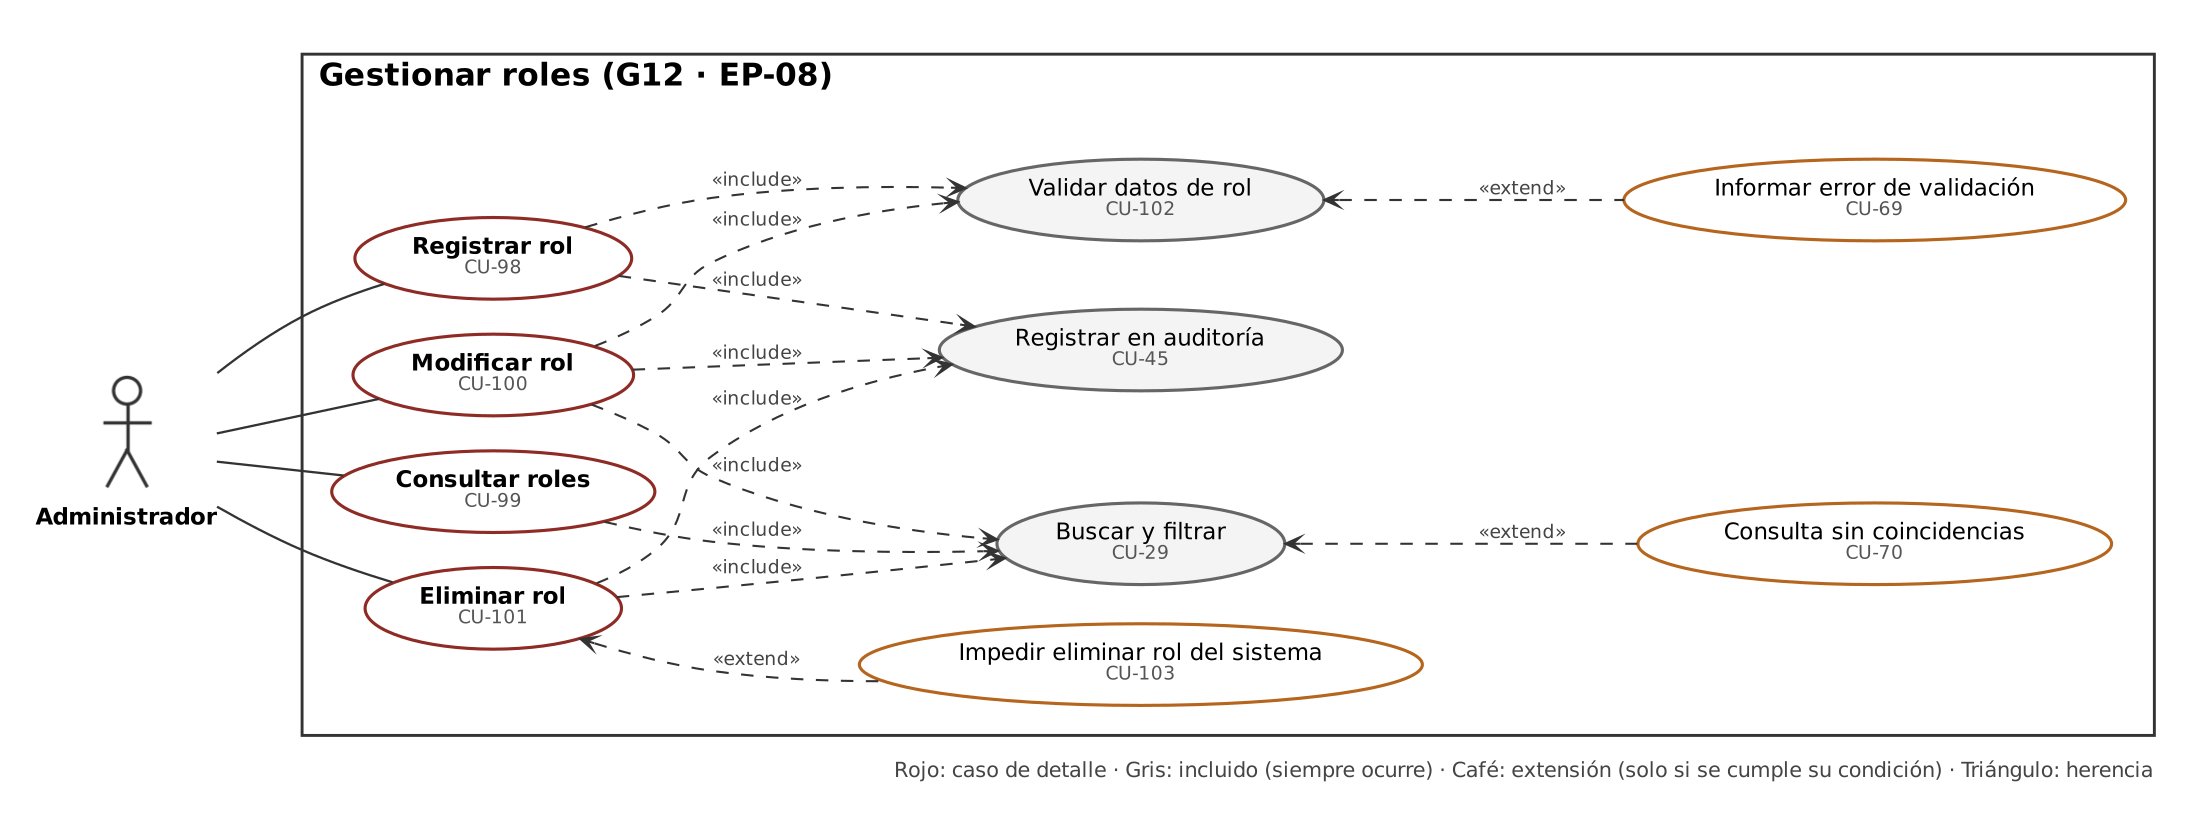 Gestionar roles (G12 · EP-08)
«include»
Validar datos de rol
CU-102
«extend»
Informar error de validación
CU-69
«include»
Registrar rol
CU-98
«include»
Registrar en auditoría
CU-45
Modificar rol
CU-100
«include»
«include»
«include»
Consultar roles
CU-99
Administrador
«include»
Buscar y filtrar
CU-29
«extend»
Consulta sin coincidencias
CU-70
«include»
Eliminar rol
CU-101
«extend»
Impedir eliminar rol del sistema
CU-103
Rojo: caso de detalle · Gris: incluido (siempre ocurre) · Café: extensión (solo si se cumple su condición) · Triángulo: herencia